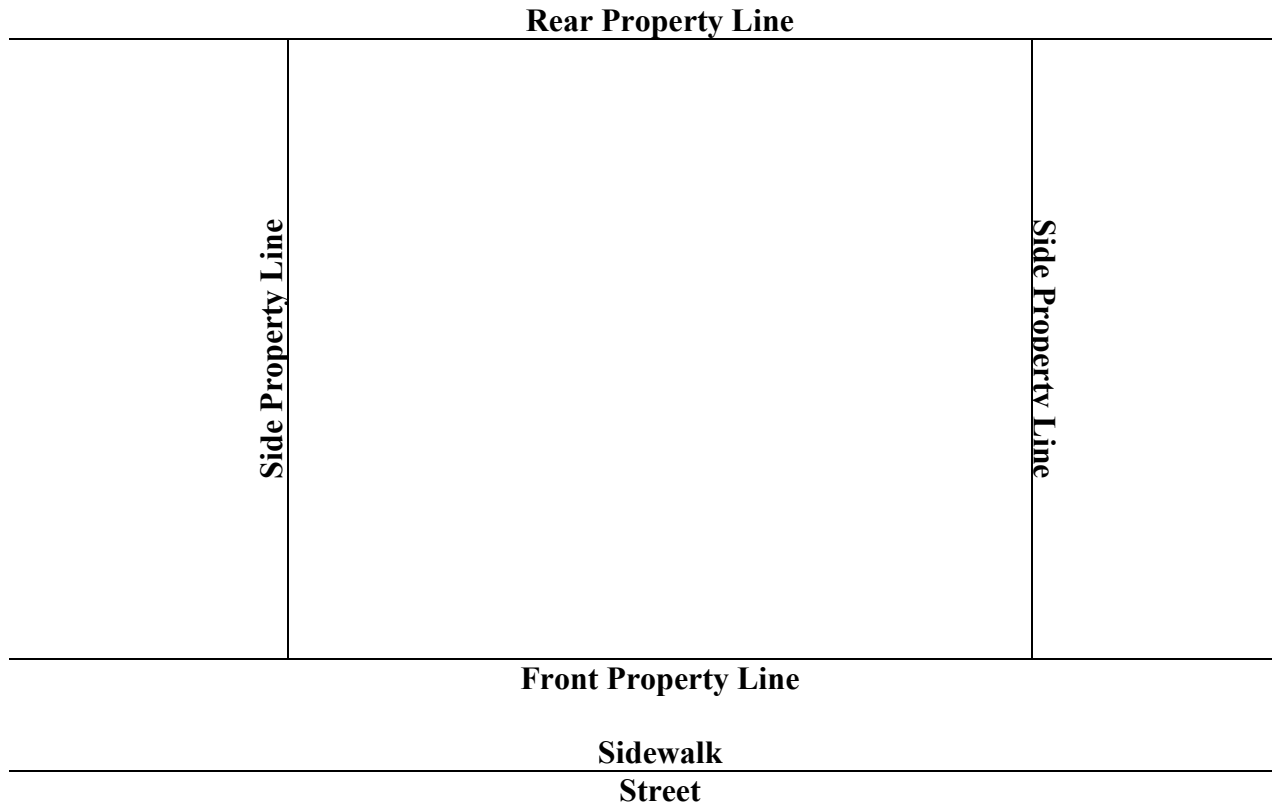 Rear Property Line
Side Property Line
Side Property Line
Front Property Line
Sidewalk
Street